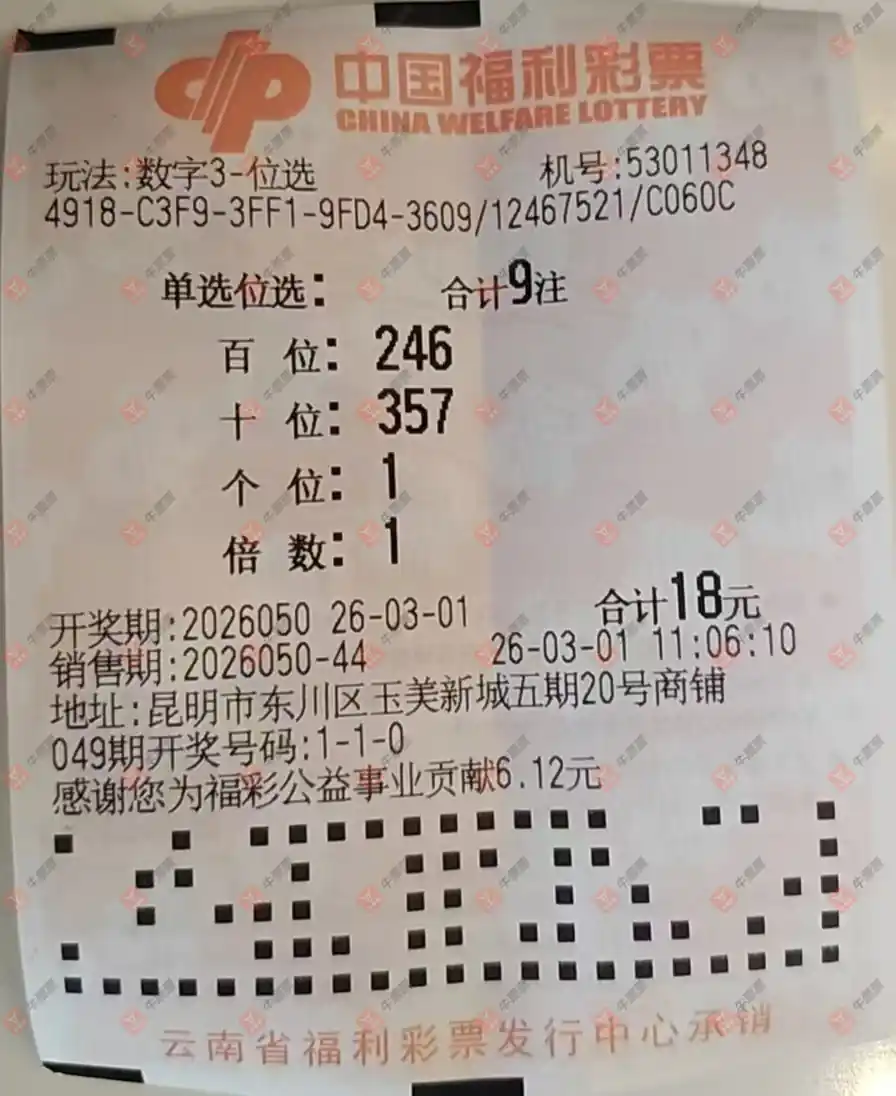 中国福利彩票
CHINA WELFARE LOTTERY
玩法:数字3-位选 机号:53011348
4918-C3F9-3FF1-9FD4-3609/12467521/C060C
单选位选: 合计9注
百 位: 246
十 位: 357
个 位: 1
倍 数: 1
合计18元
开奖期:2026050 26-03-01
销售期:2026050-44 26-03-01 11:06:10
地址:昆明市东川区玉美新城五期20号商铺
049期开奖号码:1-1-0
感谢您为福彩公益事业贡献6.12元
云南省福利彩票发行中心承销